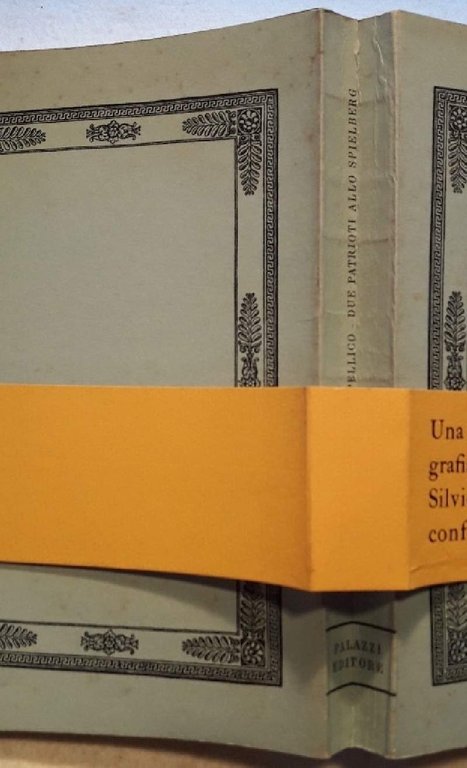 PELLICO - DUE PATRIOTI ALLO SPIELBERG
Una
grafi
Silvi
conf
PALAZZI
EDITORE